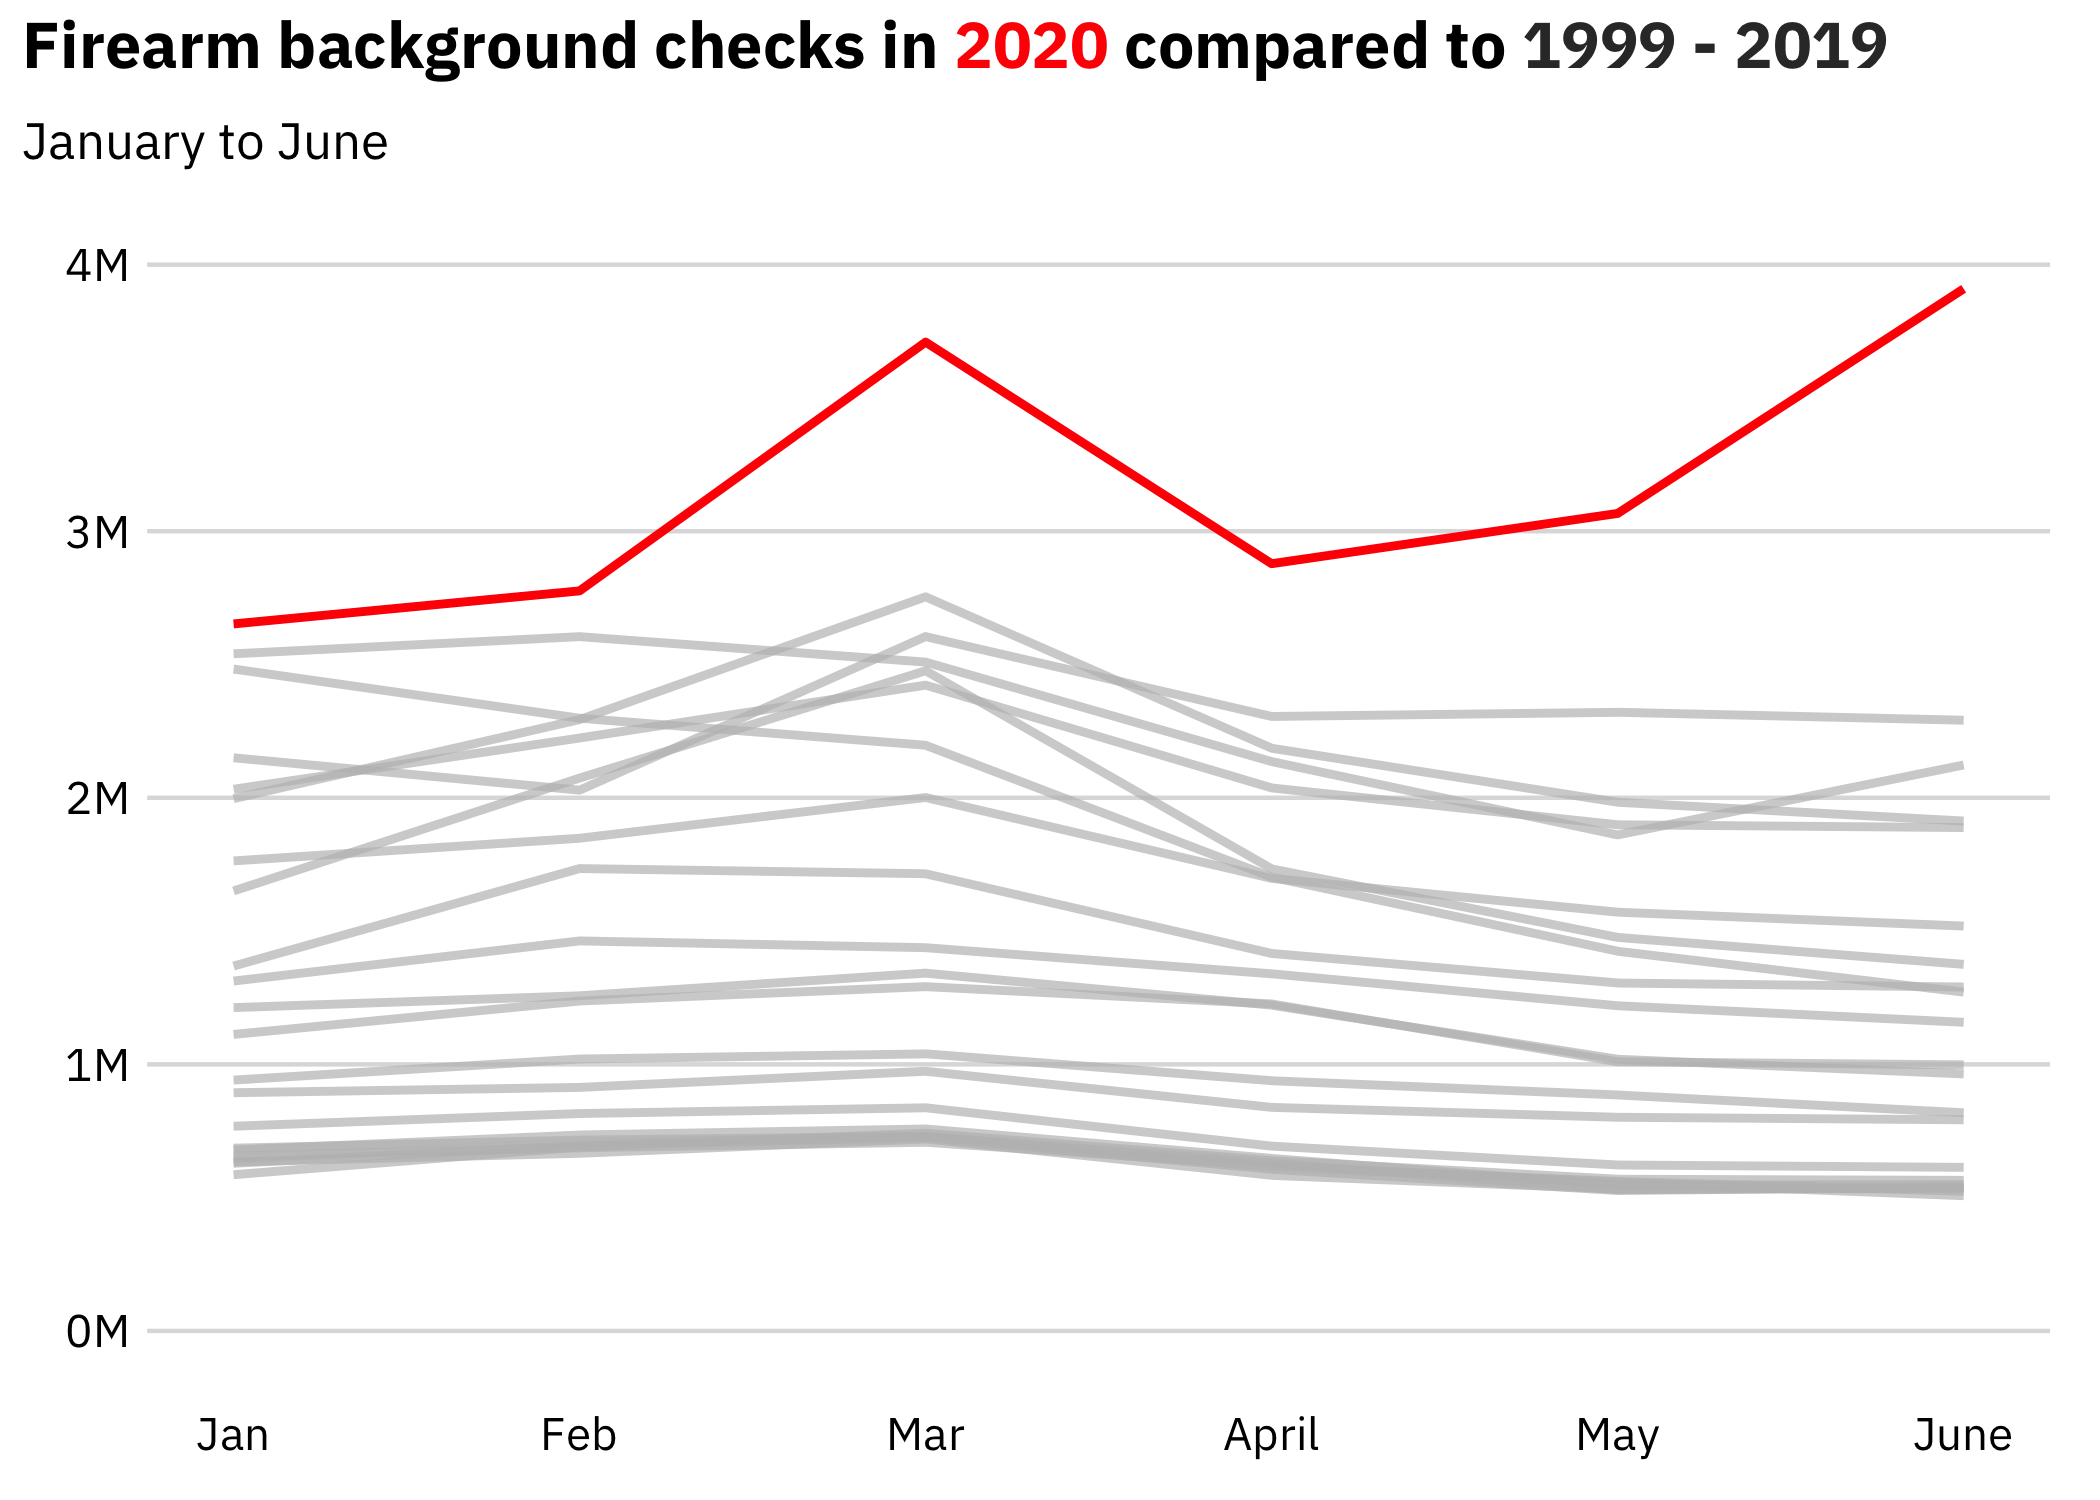 Firearm background checks in 2020 compared to 1999 - 2019
January to June
4M
3M
2M
1M
0M
Jan Feb Mar April May June